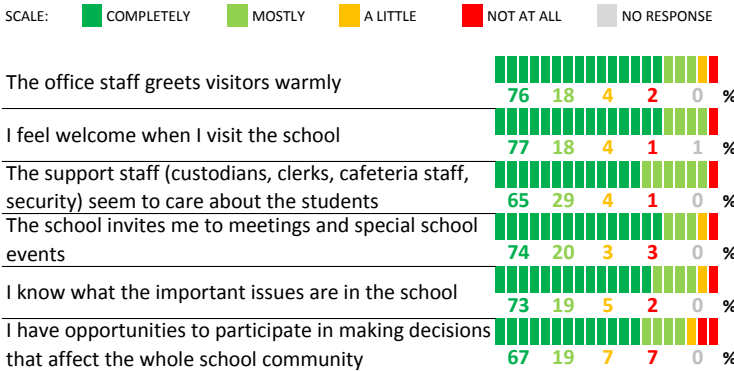 SCALE: COMPLETELY MOSTLY A LITTLE NOT AT ALL NO RESPONSE
The office staff greets visitors warmly
76 18 4 2 0 %
I feel welcome when I visit the school
77 18 4 1 1 %
The support staff (custodians, clerks, cafeteria staff,
security) seem to care about the students
65 29 4 1 0 %
The school invites me to meetings and special school
events
74 20 3 3 0 %
I know what the important issues are in the school
73 19 5 2 0 %
I have opportunities to participate in making decisions
that affect the whole school community
67 19 7 7 0 %